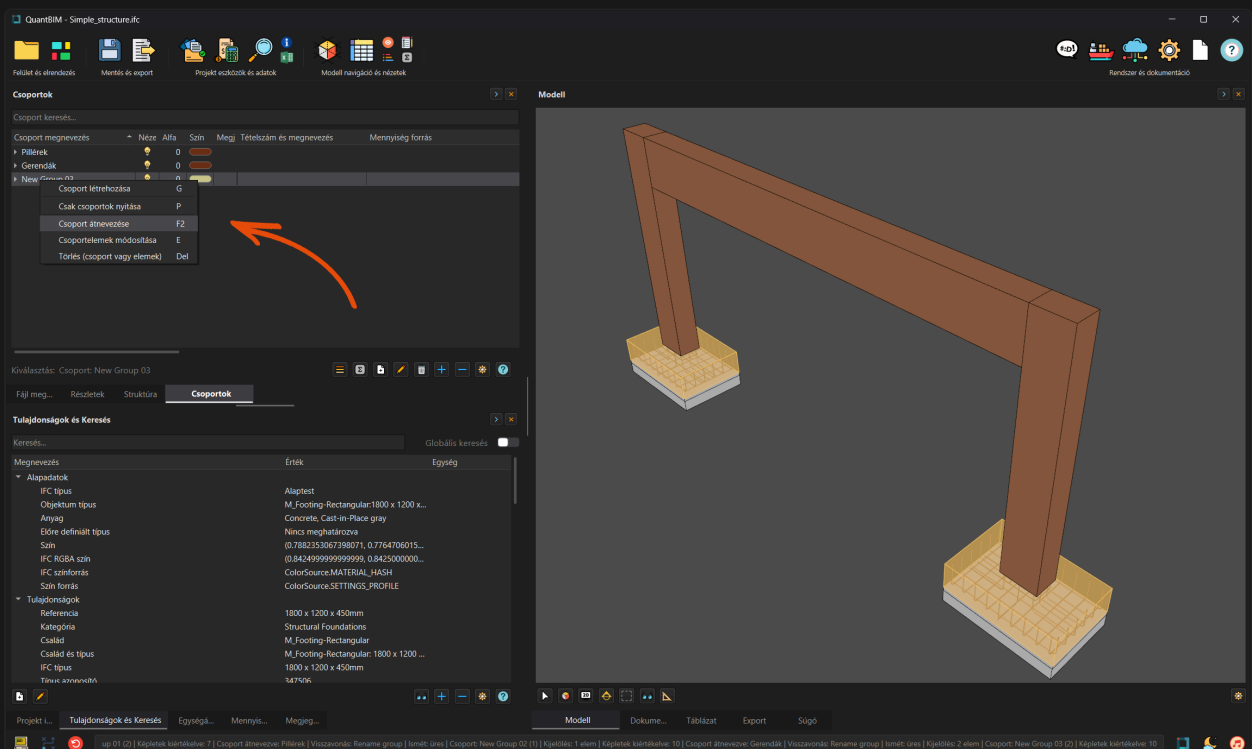 QuantBIM - Simple_structure.ifc
Felület és elrendezés
Mentés és export
Projekt eszközök és adatok
Modell navigáció és nézetek
Rendszer és dokumentáció
Csoportok
Csoport keresés...
Csoport megnevezés Néze Alfa Szín Megj Tételszám és megnevezés Mennyiség forrás
Pillérek 0
Gerendák 0
New Group 03 0
Csoport létrehozása G
Csak csoportok nyitása P
Csoport átnevezése F2
Csoportelemek módosítása E
Törlés (csoport vagy elemek) Del
Kiválasztás: Csoport: New Group 03
Fájl meg... Részletek Struktúra Csoportok
Tulajdonságok és Keresés
Keresés... Globális keresés
Megnevezés Érték Egység
Alapadatok
IFC típus Alaptest
Objektum típus M_Footing-Rectangular:1800 x 1200 x...
Anyag Concrete, Cast-in-Place gray
Előre definiált típus Nincs meghatározva
Szín (0.7882353067398071, 0.7764706015...
IFC RGBA szín (0.8424999999999999, 0.8425000000...
IFC színforrás ColorSource.MATERIAL_HASH
Szín forrás ColorSource.SETTINGS_PROFILE
Tulajdonságok
Referencia 1800 x 1200 x 450mm
Kategória Structural Foundations
Család M_Footing-Rectangular
Család és típus M_Footing-Rectangular: 1800 x 1200 ...
IFC típus 1800 x 1200 x 450mm
Típus azonosító 347506
Projekt i... Tulajdonságok és Keresés Egységá... Mennyis... Megjeg...
Modell
Modell Dokume... Táblázat Export Súgó
up 01 (2) | Képletek kiértékelve: 7 | Csoport átnevezve: Pillérek | Visszavonás: Rename group | Ismét: üres | Csoport: New Group 02 (1) | Kijelölés: 1 elem | Képletek kiértékelve: 10 | Csoport átnevezve: Gerendák | Visszavonás: Rename group | Ismét: üres | Kijelölés: 2 elem | Csoport: New Group 03 (2) | Képletek kiértékelve: 10